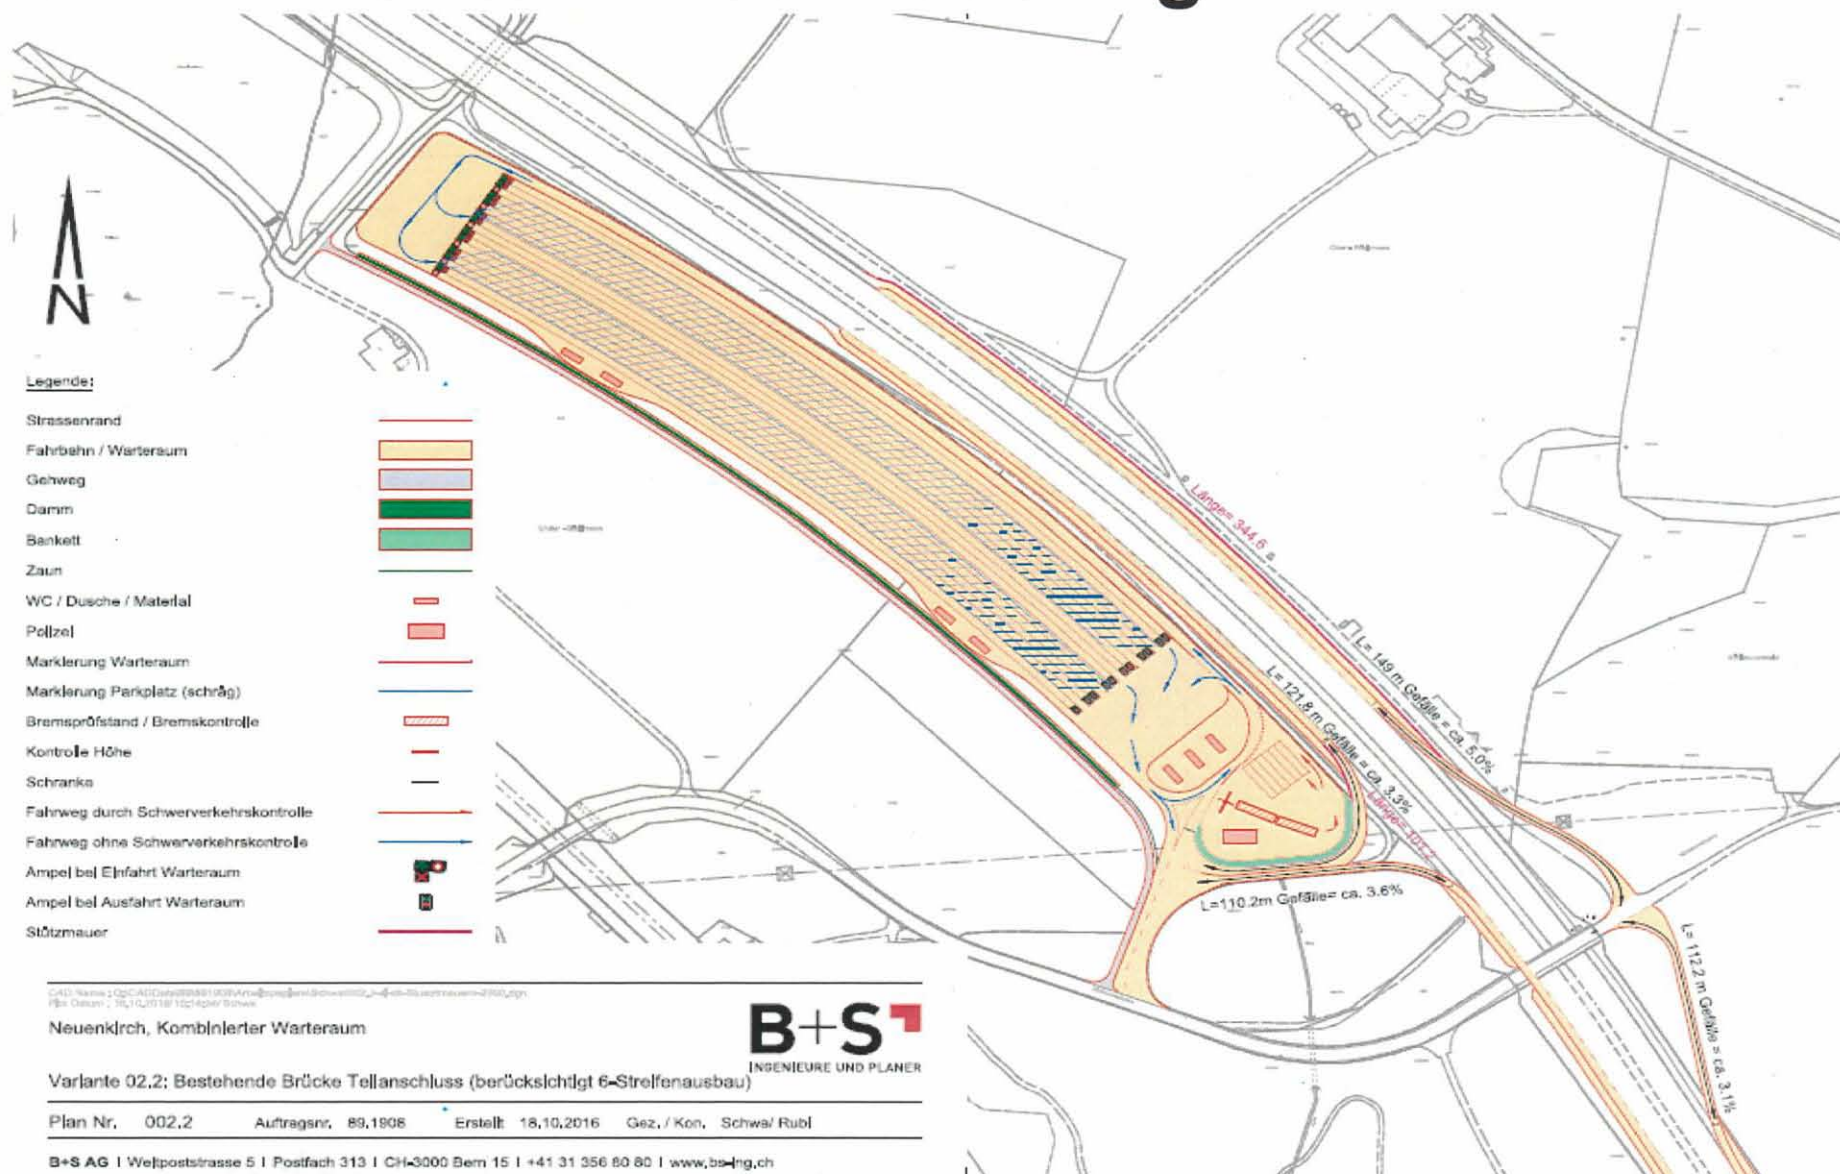 N
Legende:
Strassenrand
Fahrbahn / Warteraum
Gehweg
Damm
Bankett
Zaun
WC / Dusche / Material
Polizei
Markierung Warteraum
Markierung Parkplatz (schräg)
Bremsprüfstand / Bremskontrolle
Kontrolle Höhe
Schranke
Fahrweg durch Schwerverkehrskontrolle
Fahrweg ohne Schwerverkehrskontrolle
Ampel bei Einfahrt Warteraum
Ampel bei Ausfahrt Warteraum
Stützmauer
Länge= 344.6
L= 149 m Gefälle = ca. 5.0%
L= 121.8 m Gefälle = ca. 3.3%
L=110.2m Gefälle= ca. 3.6%
L= 112.2 m Gefälle = ca. 3.1%
Neuenkirch, Kombinierter Warteraum
B+S
INGENIEURE UND PLANER
Variante 02.2: Bestehende Brücke Teilanschluss (berücksichtigt 6-Streifenausbau)
Plan Nr. 002.2 Auftragsnr. 89.1908 Erstellt 18.10.2016 Gez. / Kon. Schwa/ Rubl
B+S AG | Weltpoststrasse 5 | Postfach 313 | CH-3000 Bern 15 | +41 31 356 80 80 | www.bs-ing.ch